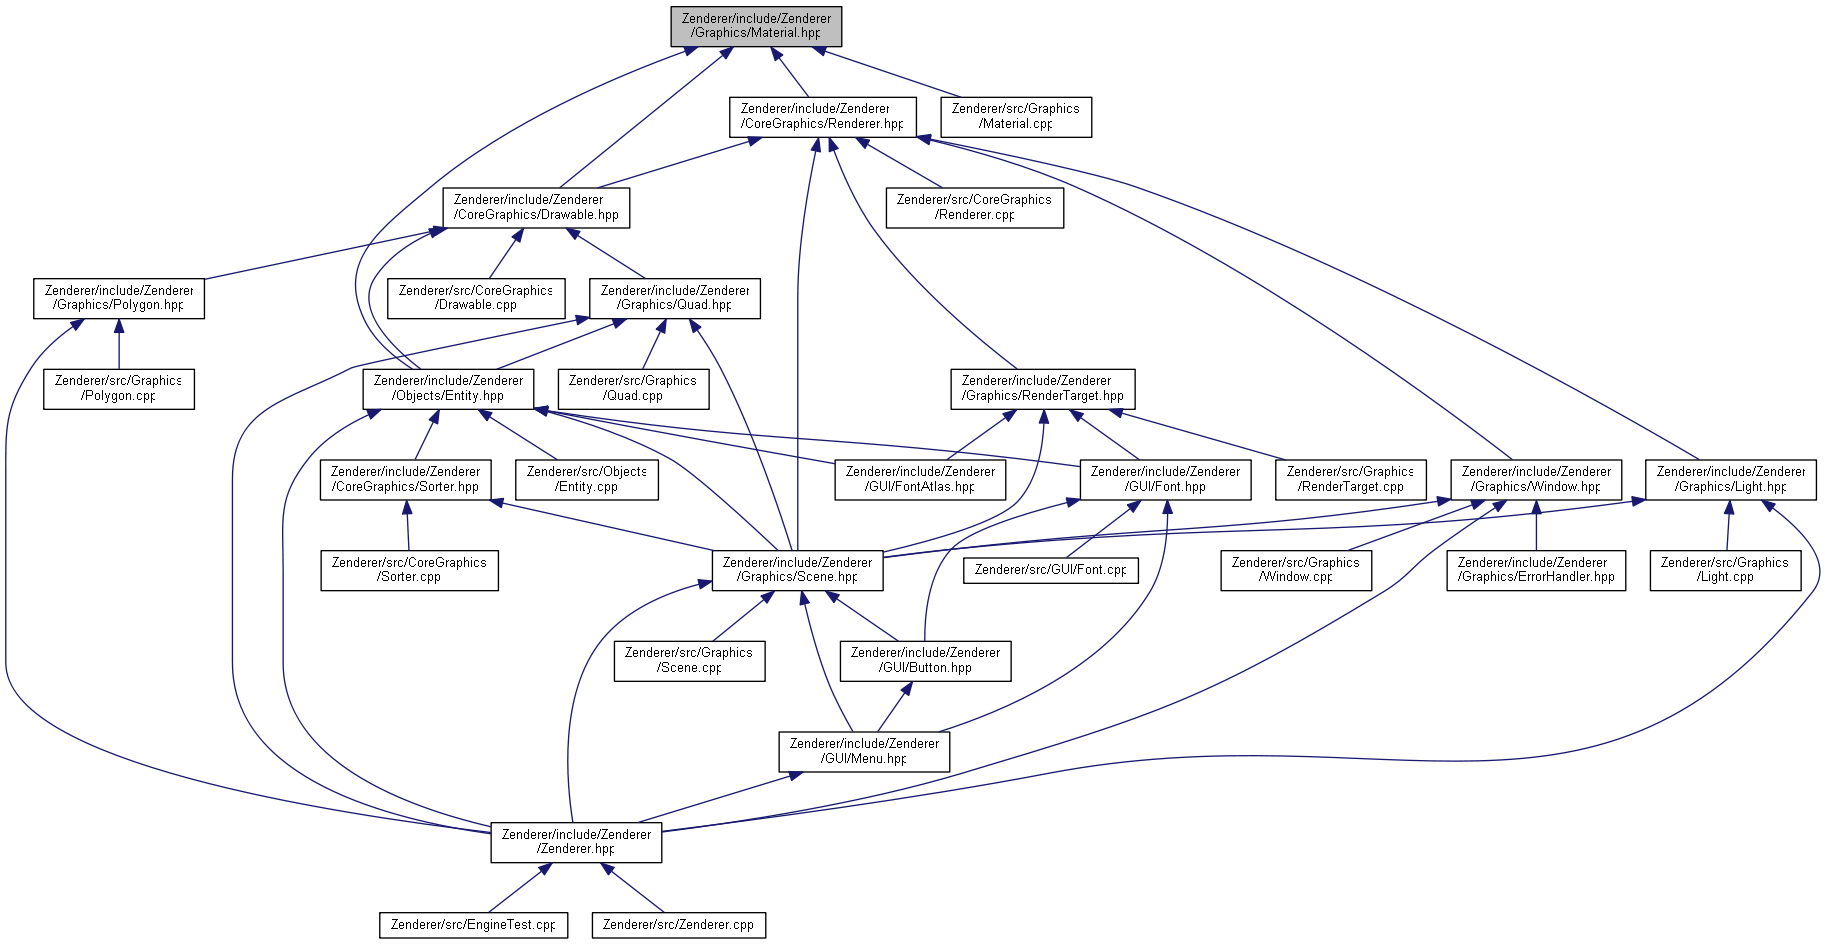 Zenderer/include/Zenderer
/Graphics/Material.hpp
Zenderer/include/Zenderer
/CoreGraphics/Renderer.hpp
Zenderer/src/Graphics
/Material.cpp
Zenderer/include/Zenderer
/CoreGraphics/Drawable.hpp
Zenderer/src/CoreGraphics
/Renderer.cpp
Zenderer/include/Zenderer
/Graphics/Polygon.hpp
Zenderer/src/CoreGraphics
/Drawable.cpp
Zenderer/include/Zenderer
/Graphics/Quad.hpp
Zenderer/src/Graphics
/Polygon.cpp
Zenderer/include/Zenderer
/Objects/Entity.hpp
Zenderer/src/Graphics
/Quad.cpp
Zenderer/include/Zenderer
/Graphics/RenderTarget.hpp
Zenderer/include/Zenderer
/CoreGraphics/Sorter.hpp
Zenderer/src/Objects
/Entity.cpp
Zenderer/include/Zenderer
/GUI/FontAtlas.hpp
Zenderer/include/Zenderer
/GUI/Font.hpp
Zenderer/src/Graphics
/RenderTarget.cpp
Zenderer/include/Zenderer
/Graphics/Window.hpp
Zenderer/include/Zenderer
/Graphics/Light.hpp
Zenderer/src/CoreGraphics
/Sorter.cpp
Zenderer/include/Zenderer
/Graphics/Scene.hpp
Zenderer/src/GUI/Font.cpp
Zenderer/src/Graphics
/Window.cpp
Zenderer/include/Zenderer
/Graphics/ErrorHandler.hpp
Zenderer/src/Graphics
/Light.cpp
Zenderer/src/Graphics
/Scene.cpp
Zenderer/include/Zenderer
/GUI/Button.hpp
Zenderer/include/Zenderer
/GUI/Menu.hpp
Zenderer/include/Zenderer
/Zenderer.hpp
Zenderer/src/EngineTest.cpp
Zenderer/src/Zenderer.cpp